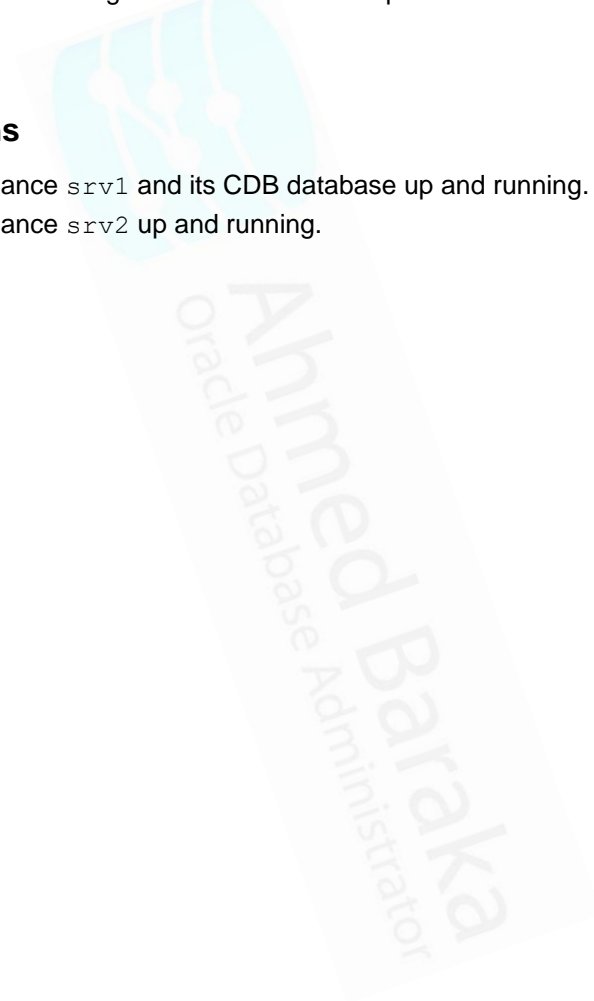 ns
ance srv1 and its CDB database up and running.
ance srv2 up and running.
Ahmed Baraka
Oracle Database Administrator